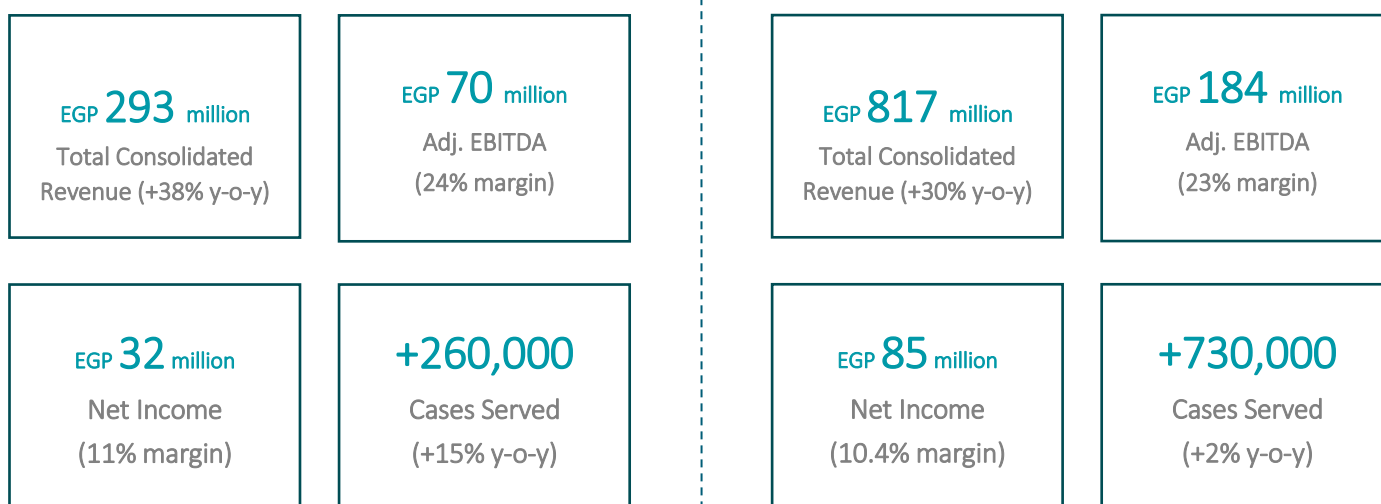 EGP 293 million
Total Consolidated
Revenue (+38% y-o-y)
EGP 70 million
Adj. EBITDA
(24% margin)
EGP 32 million
Net Income
(11% margin)
+260,000
Cases Served
(+15% y-o-y)
EGP 817 million
Total Consolidated
Revenue (+30% y-o-y)
EGP 184 million
Adj. EBITDA
(23% margin)
EGP 85 million
Net Income
(10.4% margin)
+730,000
Cases Served
(+2% y-o-y)